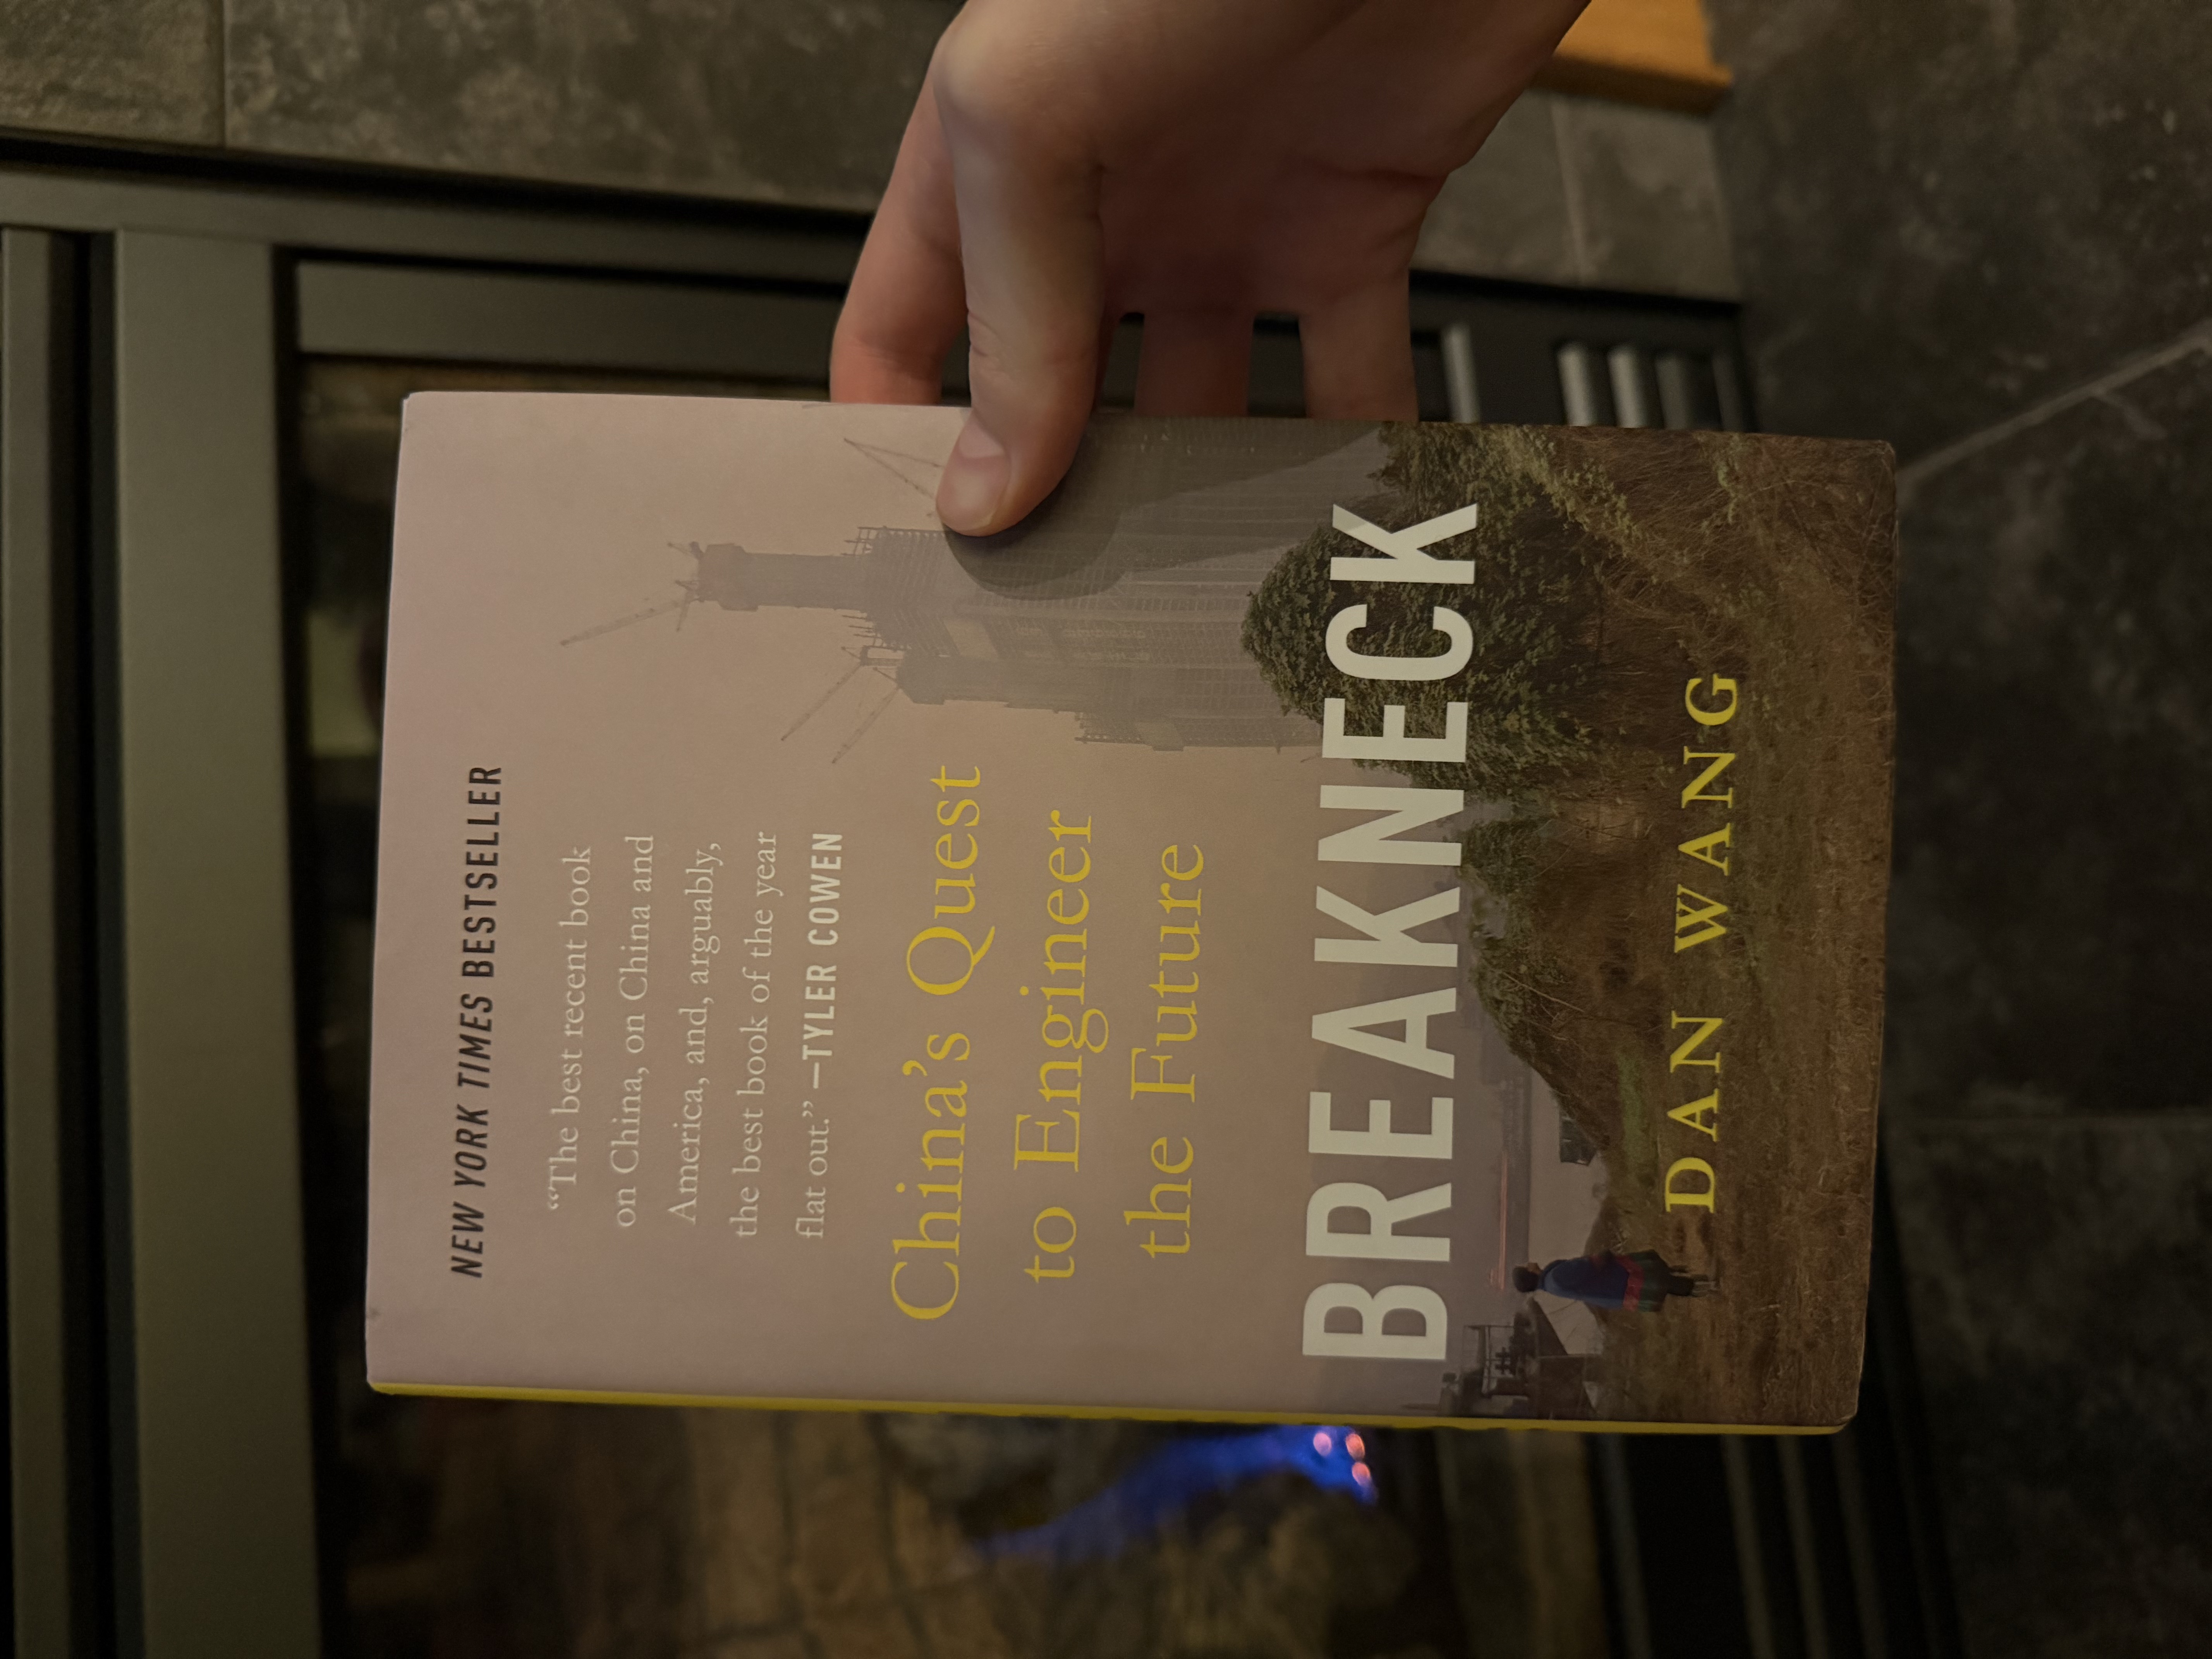 NEW YORK TIMES BESTSELLER
“The best recent book
on China, on China and
America, and, arguably,
the best book of the year
flat out.” —TYLER COWEN
China’s Quest
to Engineer
the Future
BREAKNECK
DAN WANG